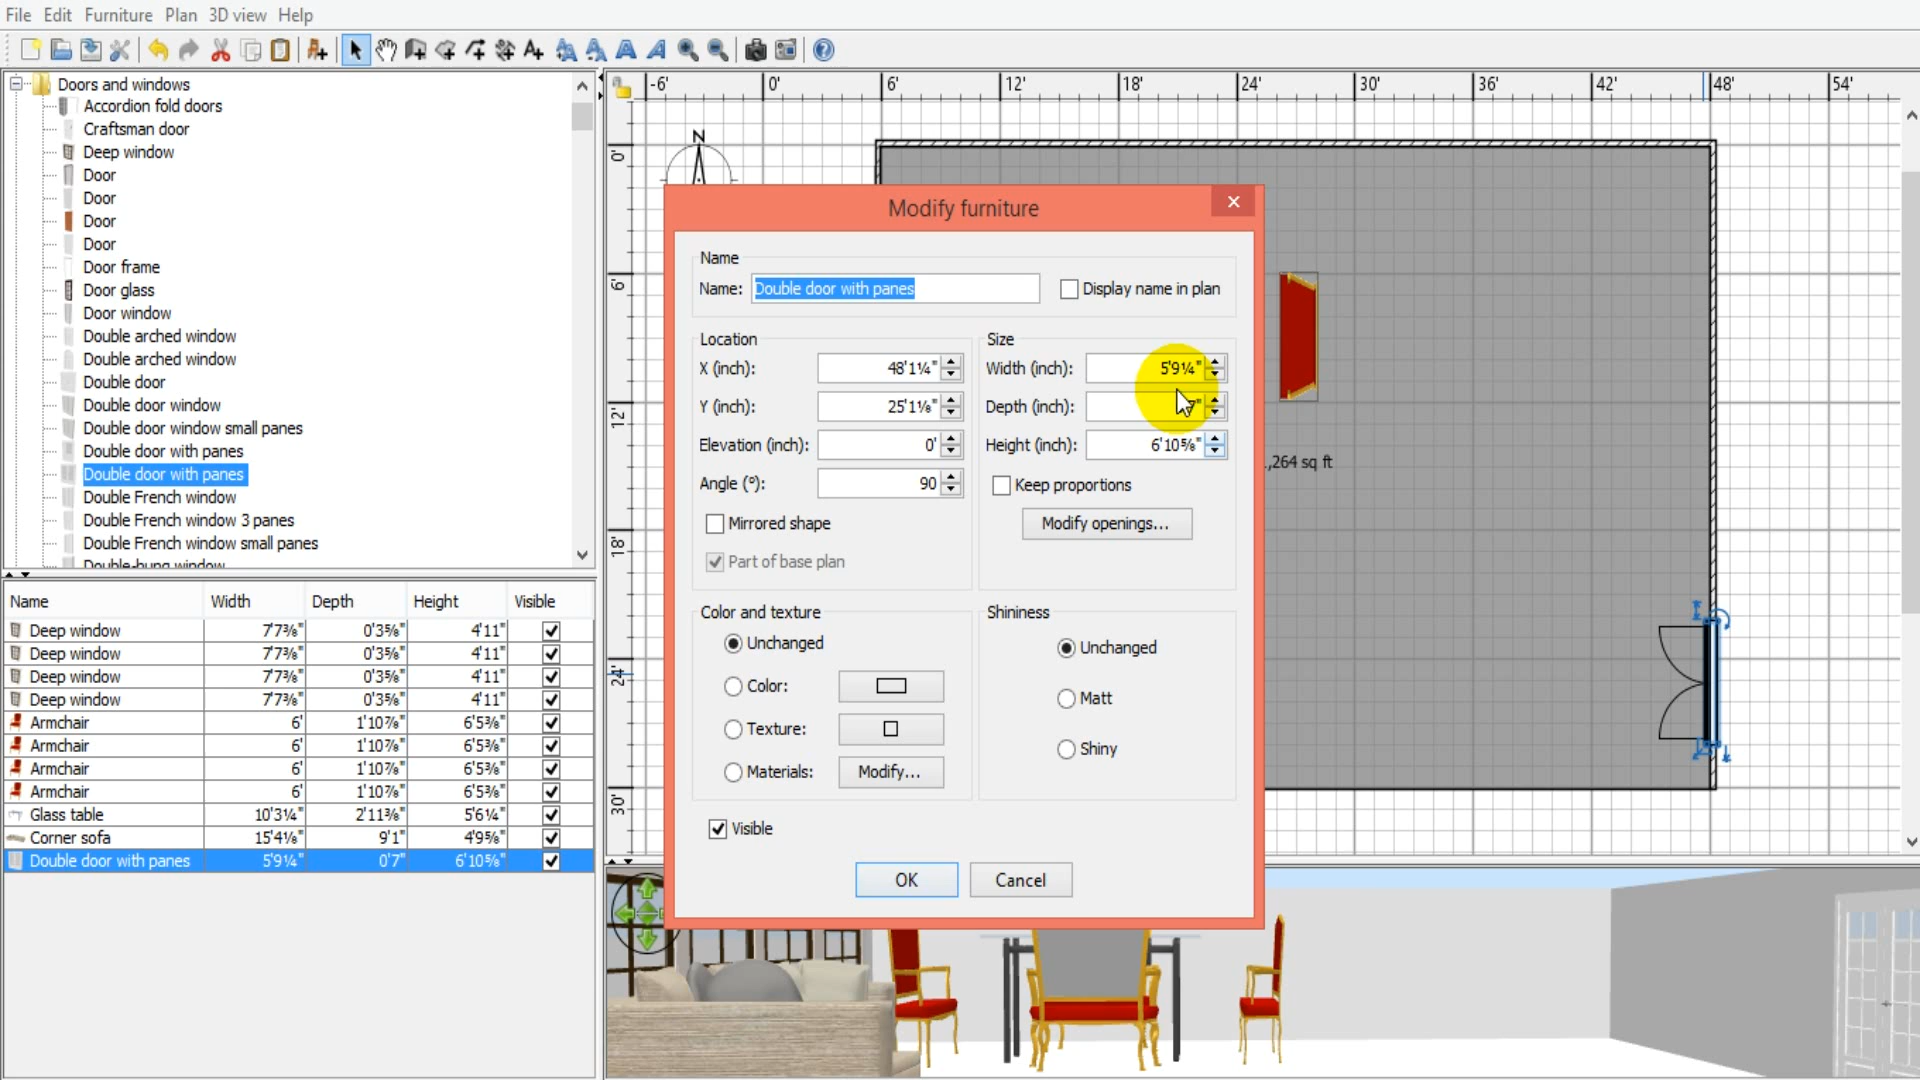 File Edit Furniture Plan 3D view Help
Doors and windows
Accordion fold doors
Craftsman door
Deep window
Door
Door
Door
Door
Door frame
Door glass
Door window
Double arched window
Double arched window
Double door
Double door window
Double door window small panes
Double door with panes
Double door with panes
Double French window
Double French window 3 panes
Double French window small panes
Double-hung window
Name Width Depth Height Visible
Deep window 7'7⅜" 0'3⅝" 4'11"
Deep window 7'7⅜" 0'3⅝" 4'11"
Deep window 7'7⅜" 0'3⅝" 4'11"
Deep window 7'7⅜" 0'3⅝" 4'11"
Armchair 6' 1'10⅞" 6'5⅜"
Armchair 6' 1'10⅞" 6'5⅜"
Armchair 6' 1'10⅞" 6'5⅜"
Armchair 6' 1'10⅞" 6'5⅜"
Glass table 10'3¼" 2'11⅜" 5'6¼"
Corner sofa 15'4⅛" 9'1" 4'9⅝"
Double door with panes 5'9¼" 0'7" 6'10⅝"
-6' 0' 6' 12' 18' 24' 30' 36' 42' 48' 54'
0'
6'
12'
18'
24'
30'
N
,264 sq ft
Modify furniture
Name
Name: Double door with panes Display name in plan
Location Size
X (inch): 48'1¼" Width (inch): 5'9¼"
Y (inch): 25'1⅛" Depth (inch): 7"
Elevation (inch): 0' Height (inch): 6'10⅝"
Angle (°): 90 Keep proportions
Mirrored shape Modify openings...
Part of base plan
Color and texture Shininess
Unchanged Unchanged
Color: Matt
Texture: Shiny
Materials: Modify...
Visible
OK Cancel